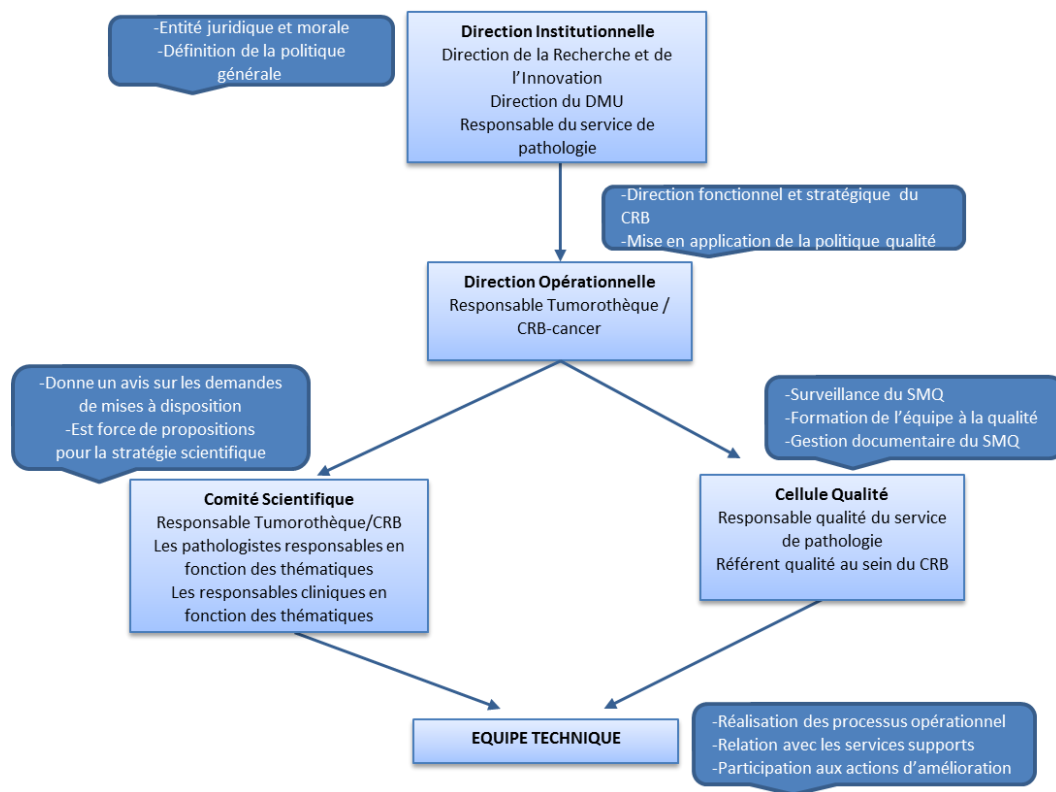 -Entité juridique et morale
-Définition de la politique
générale
Direction Institutionnelle
Direction de la Recherche et de
l’Innovation
Direction du DMU
Responsable du service de
pathologie
-Direction fonctionnel et stratégique du
CRB
-Mise en application de la politique qualité
Direction Opérationnelle
Responsable Tumorothèque /
CRB-cancer
-Donne un avis sur les demandes
de mises à disposition
-Est force de propositions
pour la stratégie scientifique
-Surveillance du SMQ
-Formation de l’équipe à la qualité
-Gestion documentaire du SMQ
Comité Scientifique
Responsable Tumorothèque/CRB
Les pathologistes responsables en
fonction des thématiques
Les responsables cliniques en
fonction des thématiques
Cellule Qualité
Responsable qualité du service
de pathologie
Référent qualité au sein du CRB
EQUIPE TECHNIQUE
-Réalisation des processus opérationnel
-Relation avec les services supports
-Participation aux actions d’amélioration